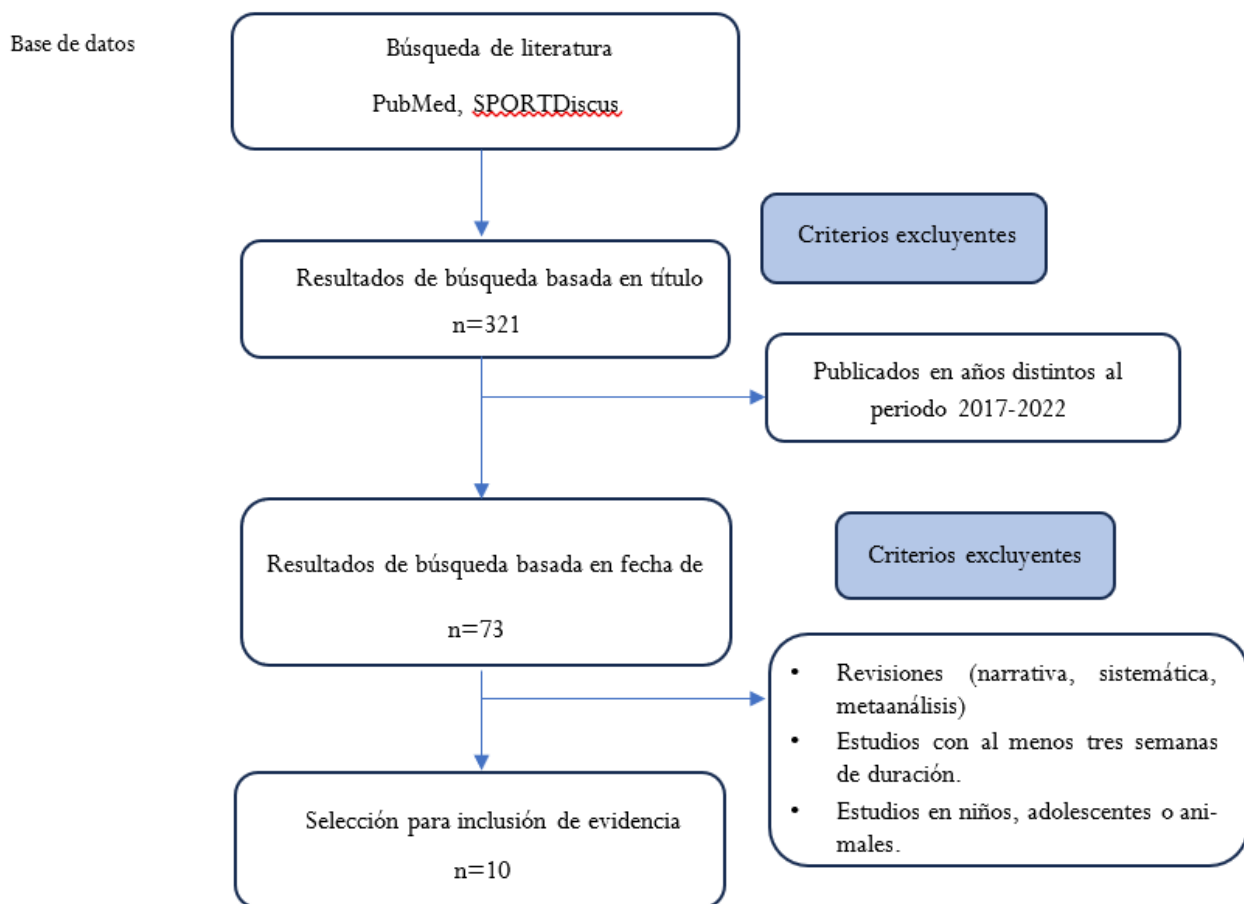 Base de datos
Búsqueda de literatura
PubMed, SPORTDiscus
Criterios excluyentes
Resultados de búsqueda basada en título
n=321
Publicados en años distintos al
periodo 2017-2022
Resultados de búsqueda basada en fecha de
n=73
Criterios excluyentes
• Revisiones (narrativa, sistemática,
metaanálisis)
• Estudios con al menos tres semanas
de duración.
• Estudios en niños, adolescentes o ani-
males.
Selección para inclusión de evidencia
n=10